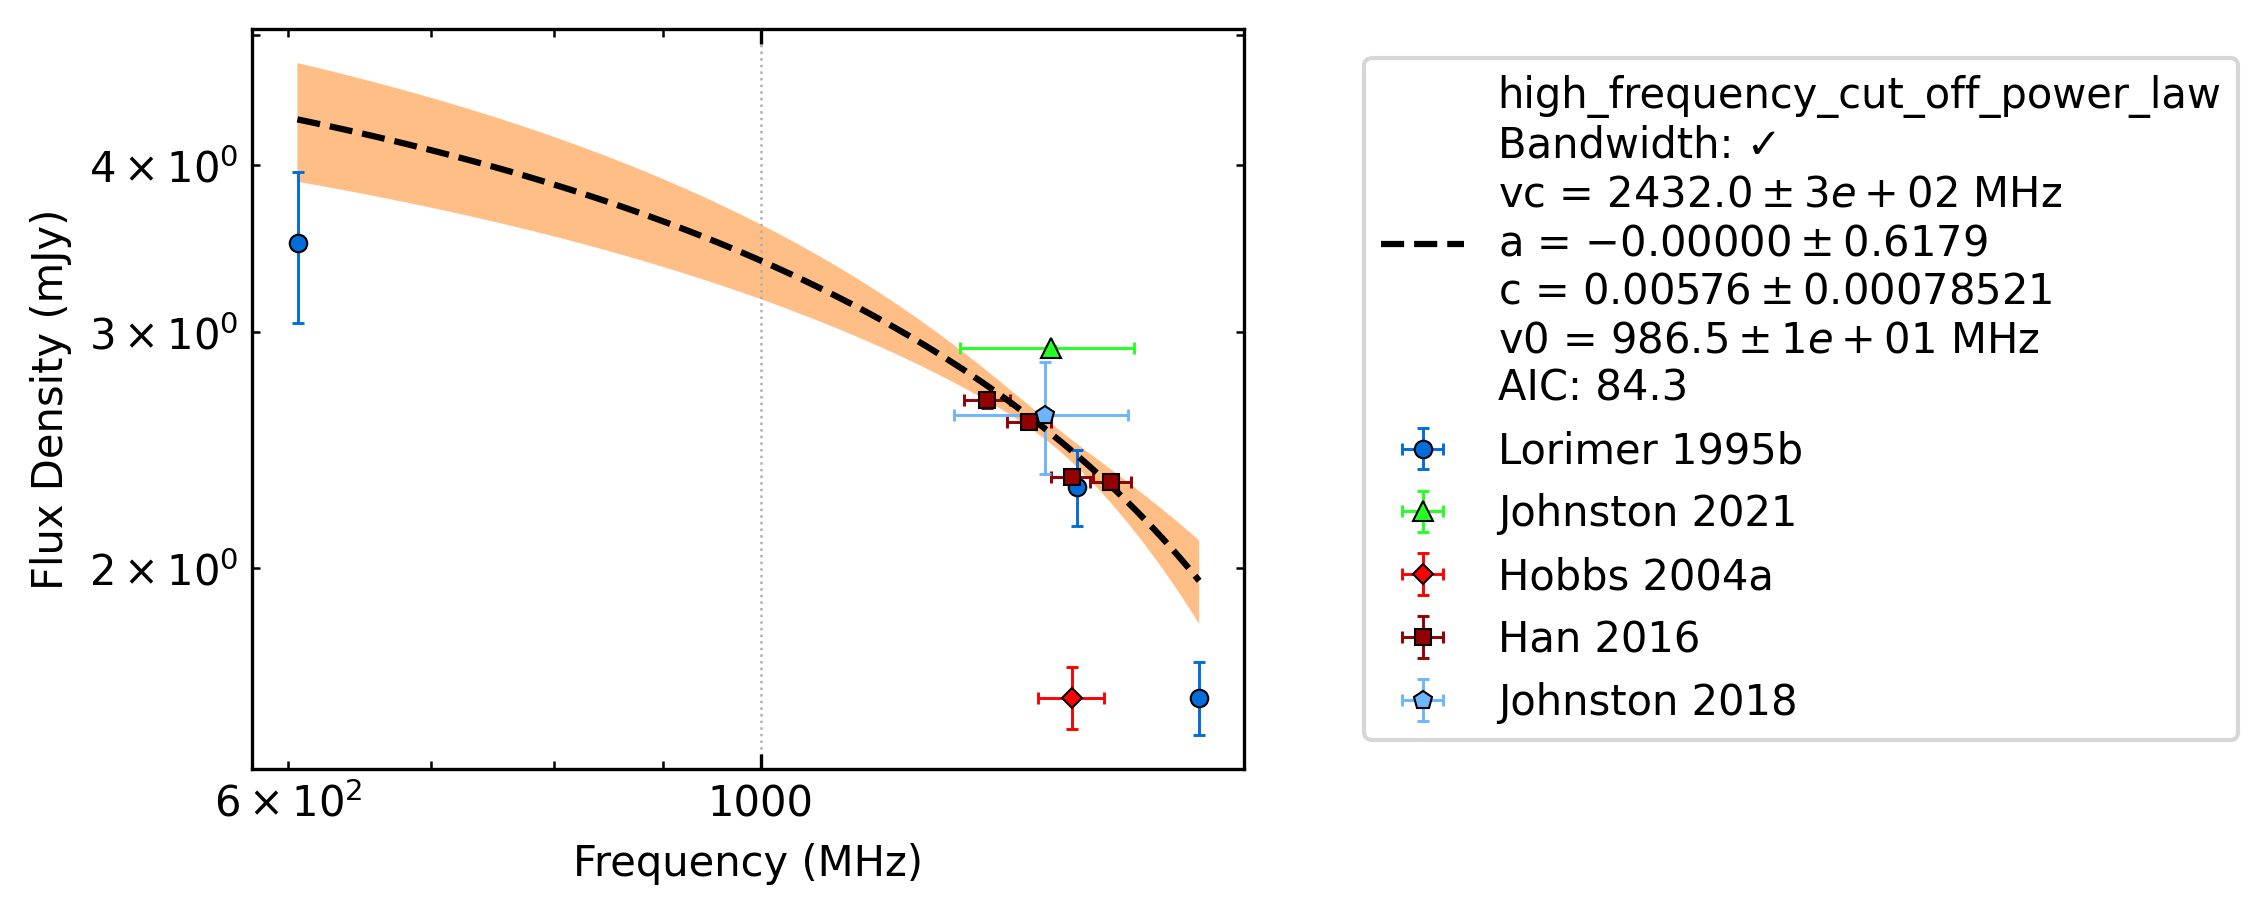 Flux Density (mJy)
4 × 10⁰
3 × 10⁰
2 × 10⁰
6 × 10²
1000
Frequency (MHz)
high_frequency_cut_off_power_law
Bandwidth: ✓
vc = 2432.0 ± 3e + 02 MHz
a = −0.00000 ± 0.6179
c = 0.00576 ± 0.00078521
v0 = 986.5 ± 1e + 01 MHz
AIC: 84.3
Lorimer 1995b
Johnston 2021
Hobbs 2004a
Han 2016
Johnston 2018